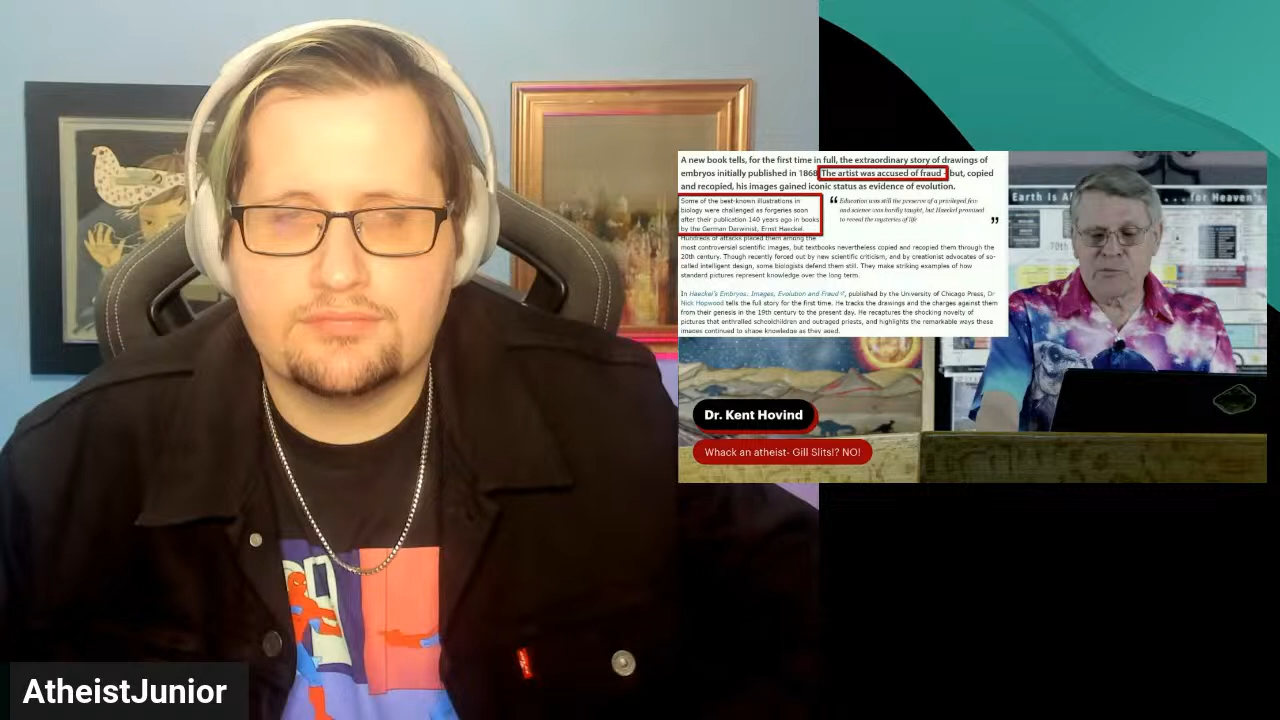 A new book tells, for the first time in full, the extraordinary story of drawings of
embryos initially published in 1868. The artist was accused of fraud - but, copied
and recopied, his images gained iconic status as evidence of evolution.
Some of the best-known illustrations in
biology were challenged as forgeries soon
after their publication 140 years ago in books
by the German Darwinist, Ernst Haeckel.
Hundreds of attacks placed them among the
“ Education was still the preserve of a privileged few
and science was hardly taught, but Haeckel promised
to reveal the mysteries of life ”
most controversial scientific images, but textbooks nevertheless copied and recopied them through the
20th century. Though recently forced out by new scientific criticism, and by creationist advocates of so-
called intelligent design, some biologists defend them still. They make striking examples of how
standard pictures represent knowledge over the long term.
In Haeckel's Embryos: Images, Evolution and Fraud, published by the University of Chicago Press, Dr
Nick Hopwood tells the full story for the first time. He tracks the drawings and the charges against them
from their genesis in the 19th century to the present day. He recaptures the shocking novelty of
pictures that enthralled schoolchildren and outraged priests, and highlights the remarkable ways these
images continued to shape knowledge as they aged.
Earth Is
for Heaven's
70th
Dr. Kent Hovind
Whack an atheist- Gill Slits!? NO!
AtheistJunior